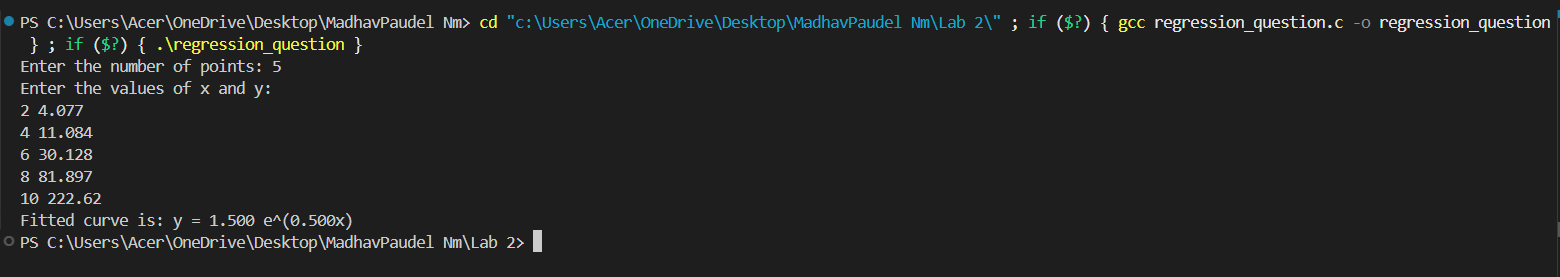 PS C:\Users\Acer\OneDrive\Desktop\MadhavPaudel Nm> cd "c:\Users\Acer\OneDrive\Desktop\MadhavPaudel Nm\Lab 2\" ; if ($?) { gcc regression_question.c -o regression_question
} ; if ($?) { .\regression_question }
Enter the number of points: 5
Enter the values of x and y:
2 4.077
4 11.084
6 30.128
8 81.897
10 222.62
Fitted curve is: y = 1.500 e^(0.500x)
PS C:\Users\Acer\OneDrive\Desktop\MadhavPaudel Nm\Lab 2>